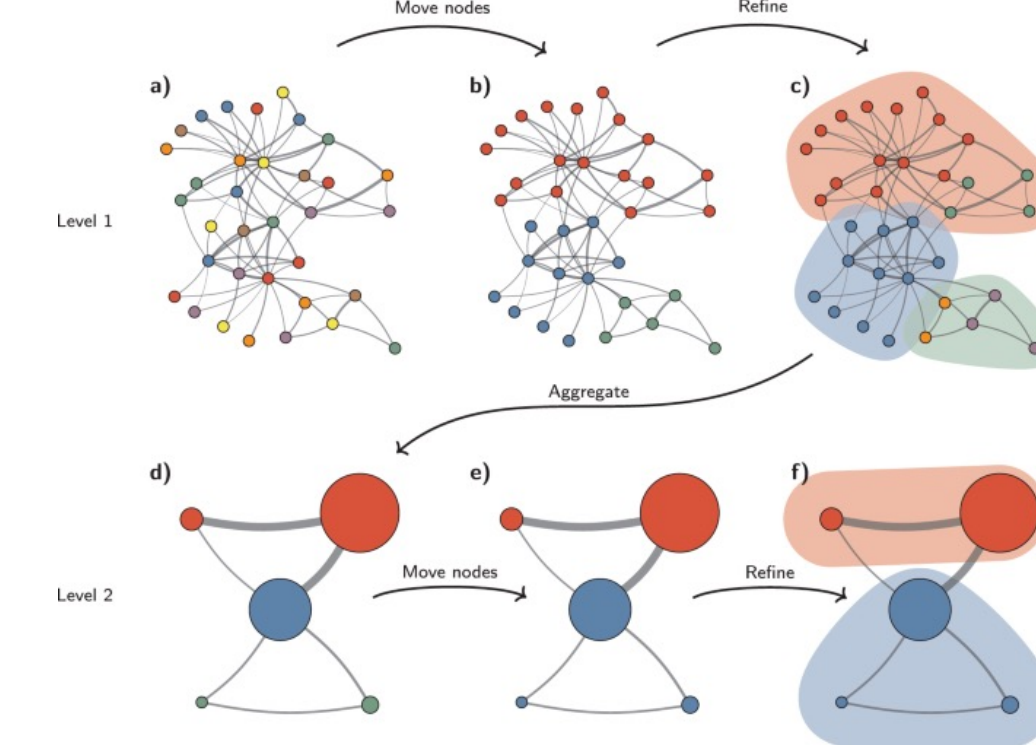 Move nodes
Refine
a)
b)
c)
Level 1
Aggregate
d)
e)
f)
Move nodes
Refine
Level 2